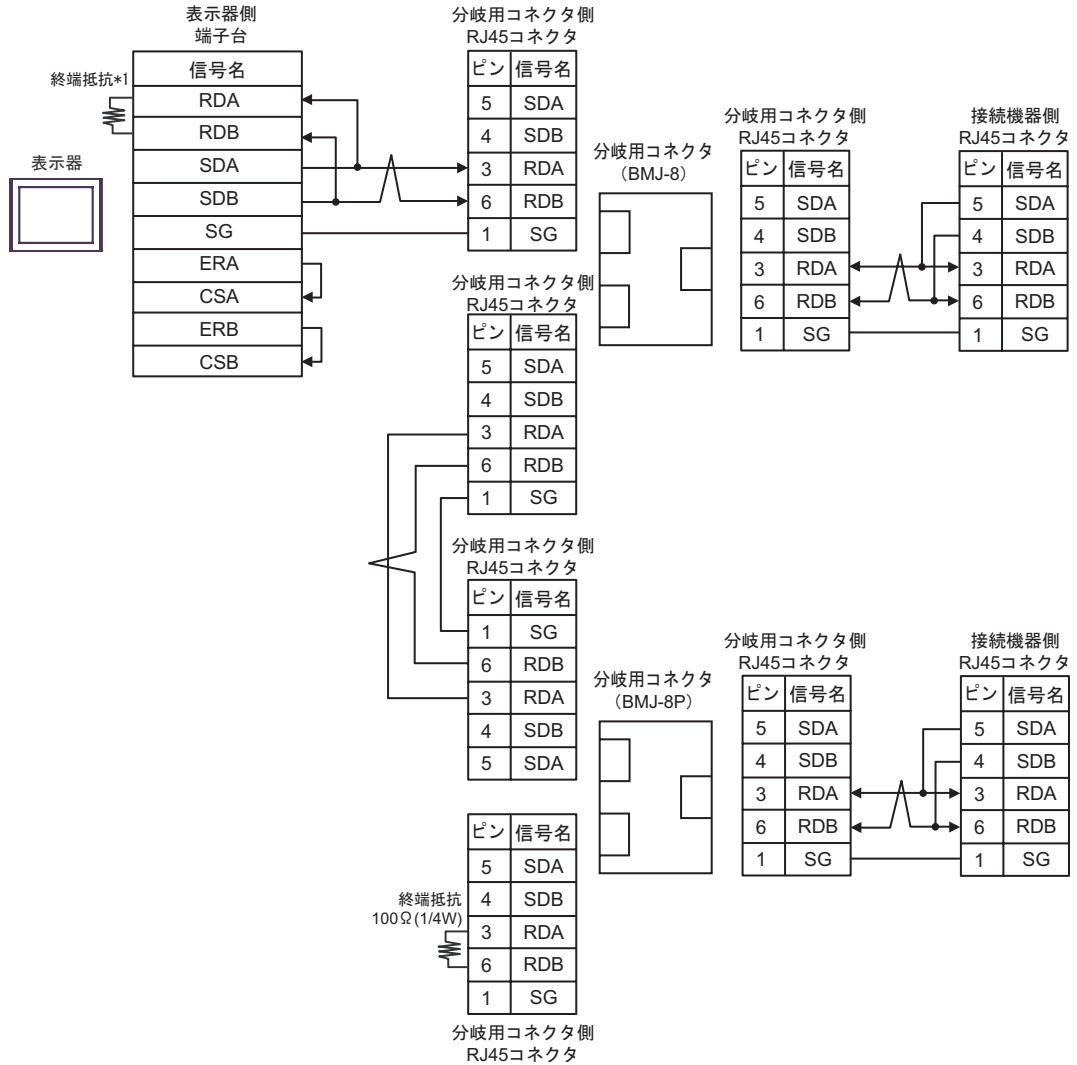 表示器側
端子台
信号名
終端抵抗*1
RDA
RDB
SDA
SDB
SG
ERA
CSA
ERB
CSB
表示器
分岐用コネクタ側
RJ45コネクタ
ピン 信号名
5 SDA
4 SDB
3 RDA
6 RDB
1 SG
分岐用コネクタ
（BMJ-8）
分岐用コネクタ側
RJ45コネクタ
ピン 信号名
5 SDA
4 SDB
3 RDA
6 RDB
1 SG
接続機器側
RJ45コネクタ
ピン 信号名
5 SDA
4 SDB
3 RDA
6 RDB
1 SG
分岐用コネクタ側
RJ45コネクタ
ピン 信号名
5 SDA
4 SDB
3 RDA
6 RDB
1 SG
分岐用コネクタ側
RJ45コネクタ
ピン 信号名
1 SG
6 RDB
3 RDA
4 SDB
5 SDA
分岐用コネクタ
（BMJ-8P）
分岐用コネクタ側
RJ45コネクタ
ピン 信号名
5 SDA
4 SDB
3 RDA
6 RDB
1 SG
接続機器側
RJ45コネクタ
ピン 信号名
5 SDA
4 SDB
3 RDA
6 RDB
1 SG
ピン 信号名
5 SDA
4 SDB
3 RDA
6 RDB
1 SG
終端抵抗
100Ω(1/4W)
分岐用コネクタ側
RJ45コネクタ